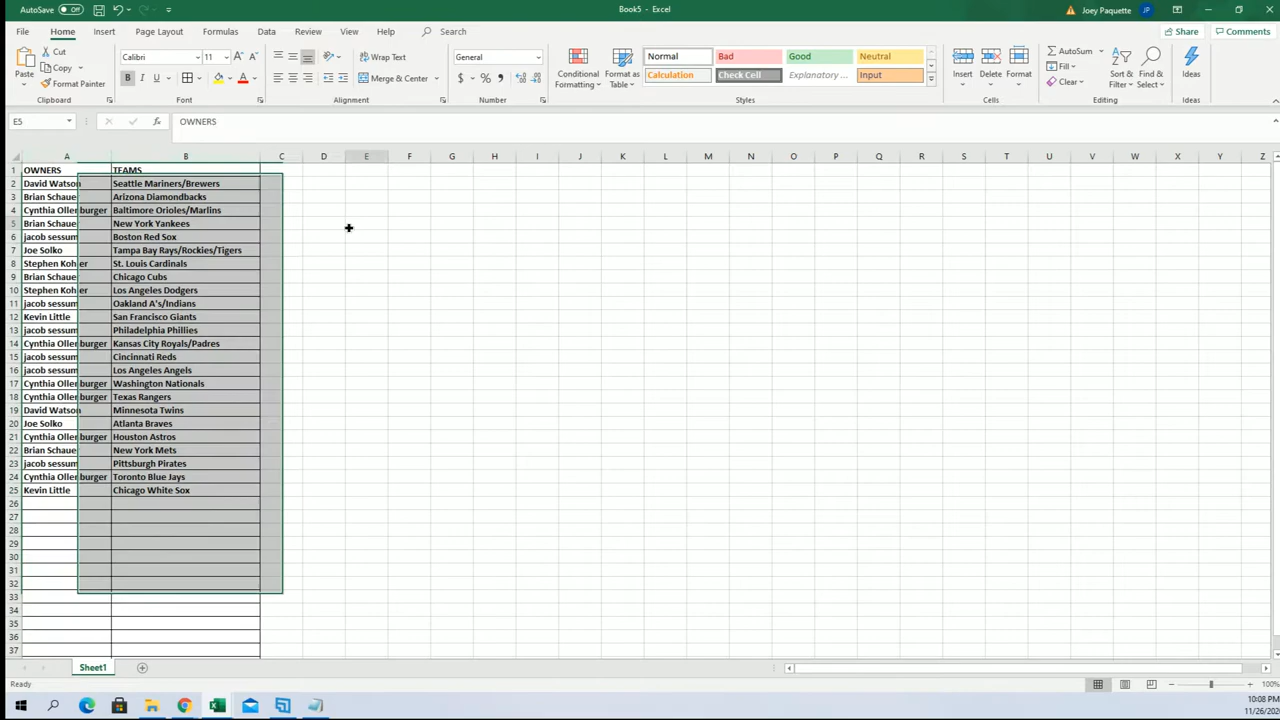 AutoSave Off Book5 - Excel Joey Paquette JP
File Home Insert Page Layout Formulas Data Review View Help Search Share Comments
Paste Cut Copy Format Painter Clipboard
Calibri 11 B I U Font
Wrap Text Merge & Center Alignment
General $ % Number
Conditional Formatting Format as Table Normal Bad Good Neutral Calculation Check Cell Explanatory ... Input Styles
Insert Delete Format Cells
AutoSum Fill Clear Sort & Filter Find & Select Editing
Ideas Ideas
E5 fx OWNERS
A B C D E F G H I J K L M N O P Q R S T U V W X Y Z
1 OWNERS TEAMS
2 David Watson Seattle Mariners/Brewers
3 Brian Schaue Arizona Diamondbacks
4 Cynthia Ollenburger Baltimore Orioles/Marlins
5 Brian Schaue New York Yankees
6 jacob sessum Boston Red Sox
7 Joe Solko Tampa Bay Rays/Rockies/Tigers
8 Stephen Kohler St. Louis Cardinals
9 Brian Schaue Chicago Cubs
10 Stephen Kohler Los Angeles Dodgers
11 jacob sessum Oakland A's/Indians
12 Kevin Little San Francisco Giants
13 jacob sessum Philadelphia Phillies
14 Cynthia Ollenburger Kansas City Royals/Padres
15 jacob sessum Cincinnati Reds
16 jacob sessum Los Angeles Angels
17 Cynthia Ollenburger Washington Nationals
18 Cynthia Ollenburger Texas Rangers
19 David Watson Minnesota Twins
20 Joe Solko Atlanta Braves
21 Cynthia Ollenburger Houston Astros
22 Brian Schaue New York Mets
23 jacob sessum Pittsburgh Pirates
24 Cynthia Ollenburger Toronto Blue Jays
25 Kevin Little Chicago White Sox
26
27
28
29
30
31
32
33
34
35
36
37
Sheet1
Ready 100%
10:08 PM
11/26/20